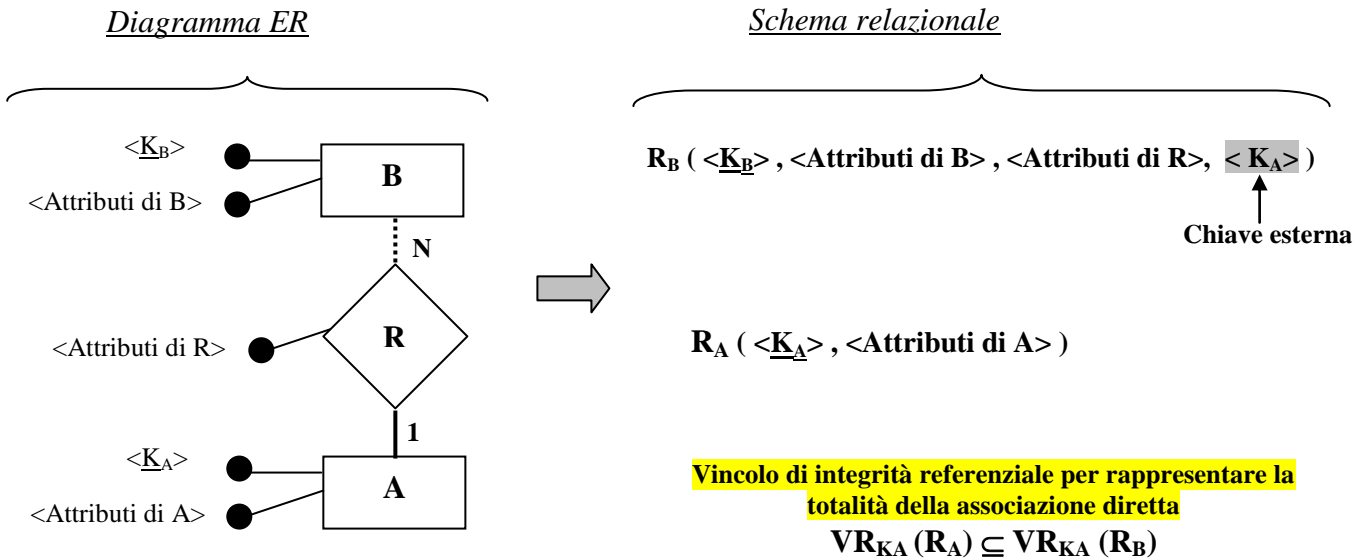 Diagramma ER
Schema relazionale
<K_B>
<Attributi di B>
B
N
<Attributi di R>
R
1
<K_A>
<Attributi di A>
A
R_B ( <K_B> , <Attributi di B> , <Attributi di R>, < K_A> )
Chiave esterna
R_A ( <K_A> , <Attributi di A> )
Vincolo di integrità referenziale per rappresentare la
totalità della associazione diretta
VR_KA (R_A) ⊆ VR_KA (R_B)